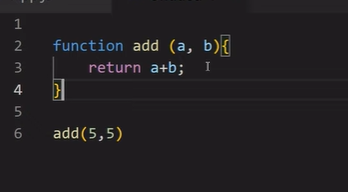 1
2 function add (a, b){
3     return a+b;
4 }
5
6 add(5,5)